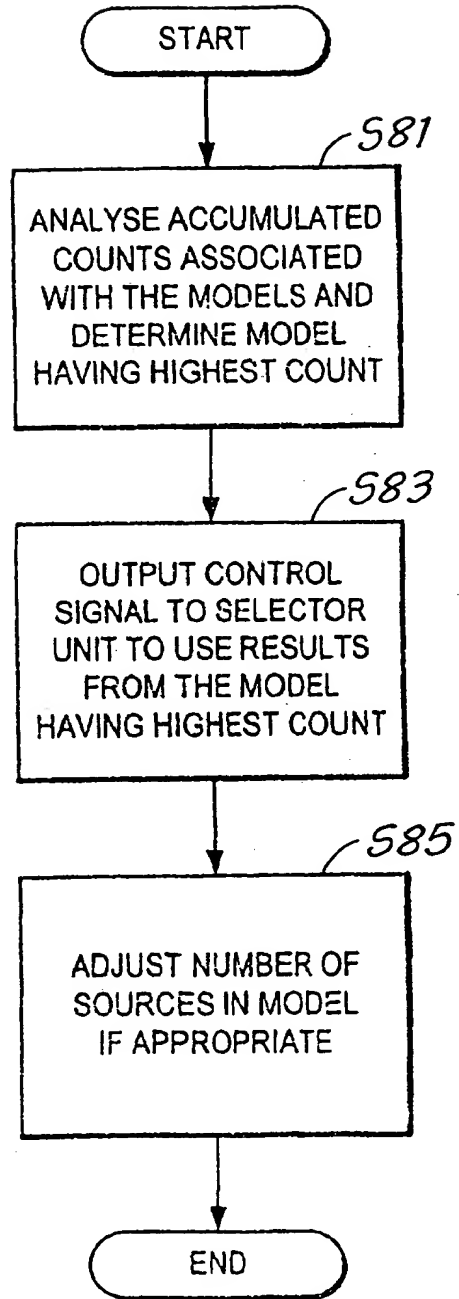 START
S81
ANALYSE ACCUMULATED
COUNTS ASSOCIATED
WITH THE MODELS AND
DETERMINE MODEL
HAVING HIGHEST COUNT
S83
OUTPUT CONTROL
SIGNAL TO SELECTOR
UNIT TO USE RESULTS
FROM THE MODEL
HAVING HIGHEST COUNT
S85
ADJUST NUMBER OF
SOURCES IN MODEL
IF APPROPRIATE
END